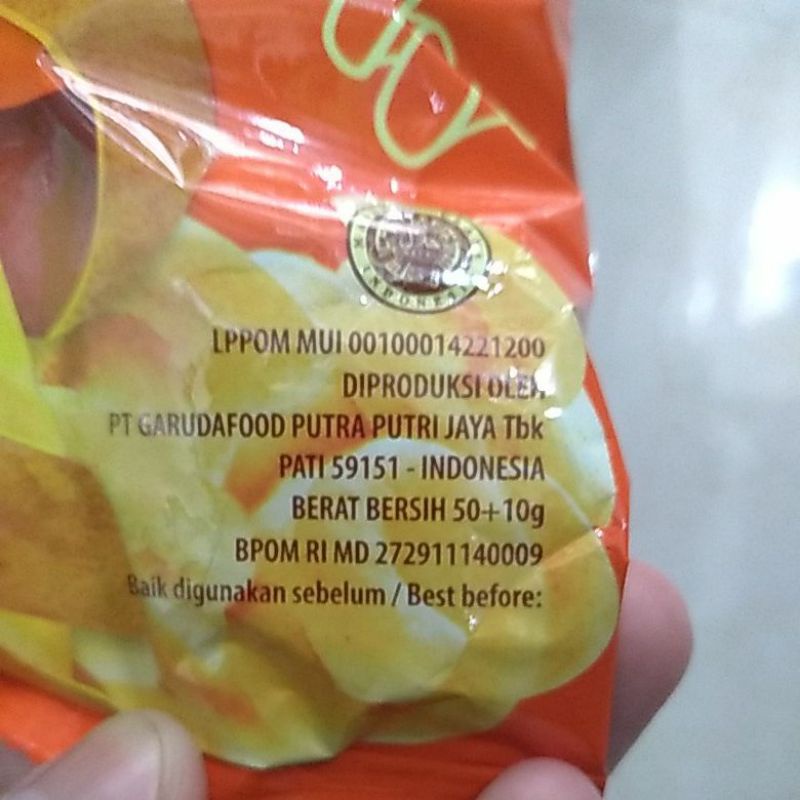 INDONESIA
LPPOM MUI 00100014221200
DIPRODUKSI OLEH
PT GARUDAFOOD PUTRA PUTRI JAYA Tbk
PATI 59151 - INDONESIA
BERAT BERSIH 50+10g
BPOM RI MD 272911140009
Baik digunakan sebelum / Best before: